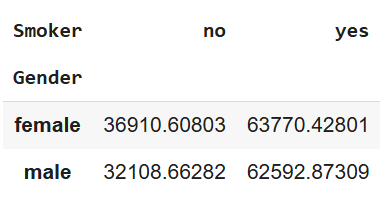 Smoker no yes
Gender
female 36910.60803 63770.42801
male 32108.66282 62592.87309